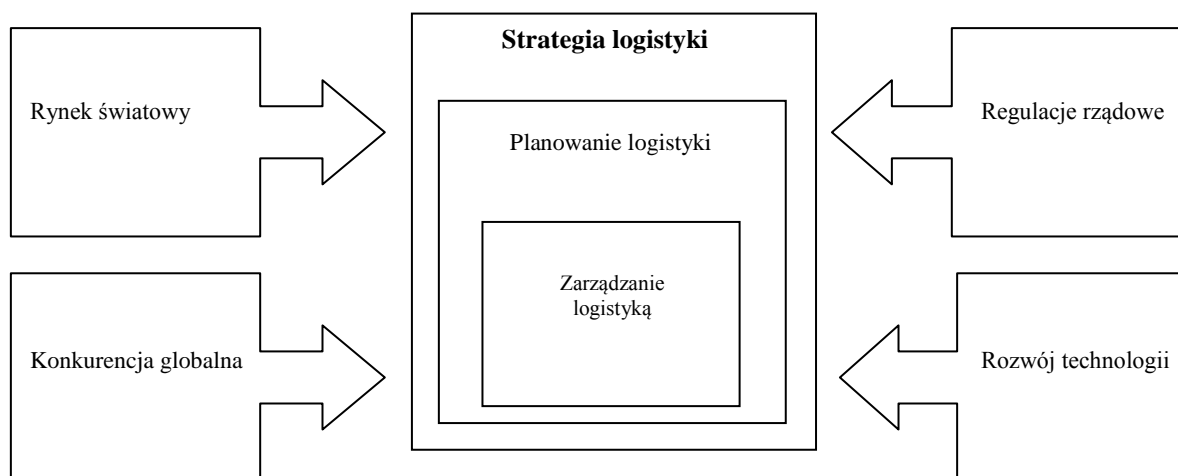 Strategia logistyki
Rynek światowy
Planowanie logistyki
Regulacje rządowe
Zarządzanie
logistyką
Konkurencja globalna
Rozwój technologii